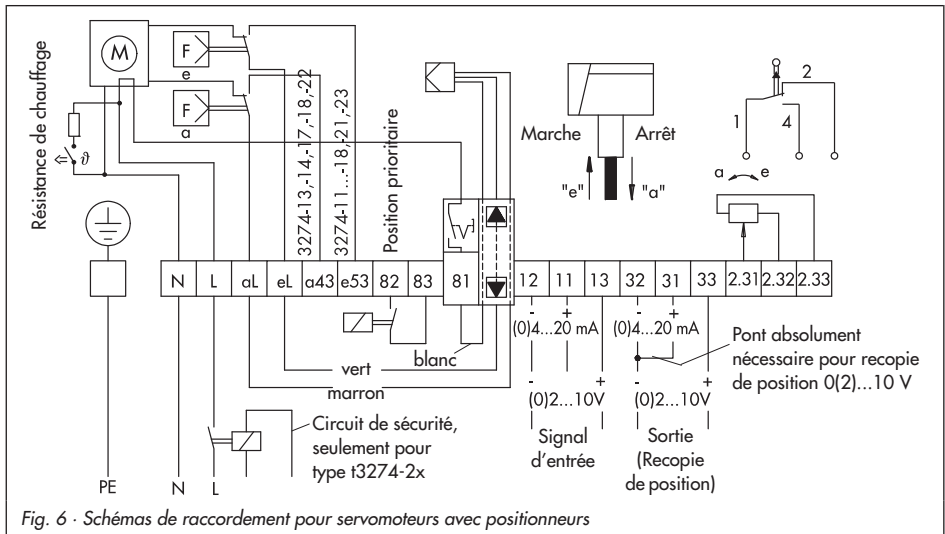 M
F
e
F
a
Résistance de chauffage
ϑ
3274-13,-14,-17,-18,-22
3274-11...-18,-21,-23
Position prioritaire
Marche
Arrêt
"e"
"a"
2
1
4
a
e
N
L
aL
eL
a43
e53
82
83
81
12
11
13
32
31
33
2.31
2.32
2.33
- +
(0)4...20 mA
- +
(0)4...20 mA
blanc
vert
marron
- +
(0)2...10V
- +
(0)2...10V
Pont absolument
nécessaire pour recopie
de position 0(2)...10 V
Circuit de sécurité,
seulement pour
type t3274-2x
Signal
d'entrée
Sortie
(Recopie
de position)
PE
N
L
Fig. 6 · Schémas de raccordement pour servomoteurs avec positionneurs